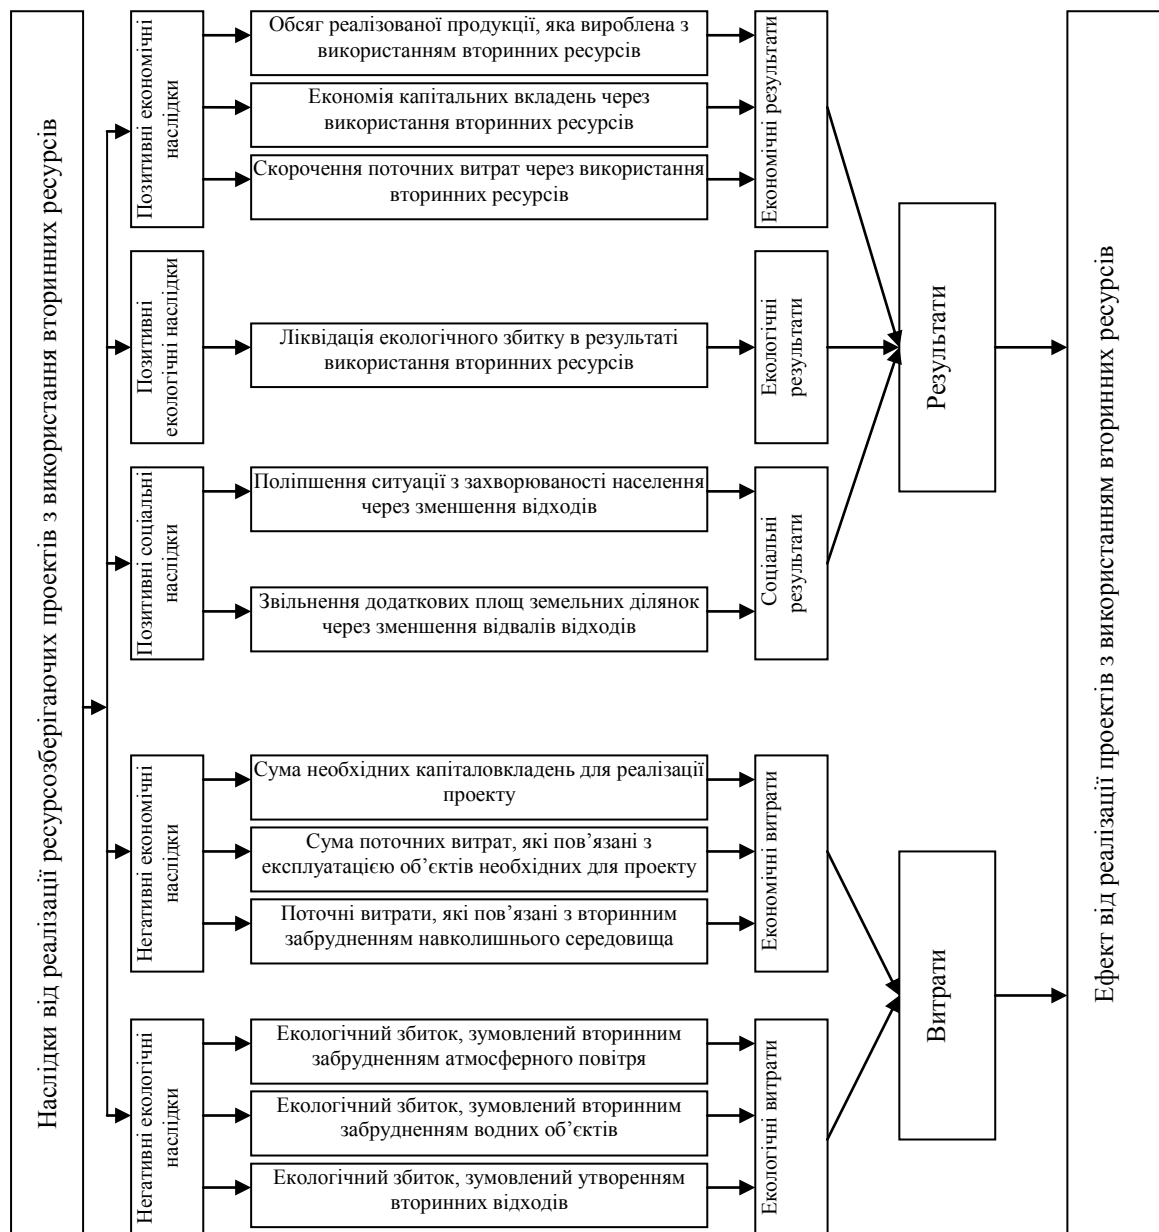 Наслідки від реалізації ресурсозберігаючих проектів з використання вторинних ресурсів
Позитивні економічні
наслідки
Обсяг реалізованої продукції, яка вироблена з
використанням вторинних ресурсів
Економія капітальних вкладень через
використання вторинних ресурсів
Скорочення поточних витрат через використання
вторинних ресурсів
Економічні результати
Позитивні
екологічні наслідки
Ліквідація екологічного збитку в результаті
використання вторинних ресурсів
Екологічні
результати
Позитивні соціальні
наслідки
Поліпшення ситуації з захворюваності населення
через зменшення відходів
Звільнення додаткових площ земельних ділянок
через зменшення відвалів відходів
Соціальні
результати
Результати
Негативні економічні
наслідки
Сума необхідних капіталовкладень для реалізації
проекту
Сума поточних витрат, які пов’язані з
експлуатацією об’єктів необхідних для проекту
Поточні витрати, які пов’язані з вторинним
забрудненням навколишнього середовища
Економічні витрати
Негативні екологічні
наслідки
Екологічний збиток, зумовлений вторинним
забрудненням атмосферного повітря
Екологічний збиток, зумовлений вторинним
забрудненням водних об’єктів
Екологічний збиток, зумовлений утворенням
вторинних відходів
Екологічні витрати
Витрати
Ефект від реалізації проектів з використанням вторинних ресурсів